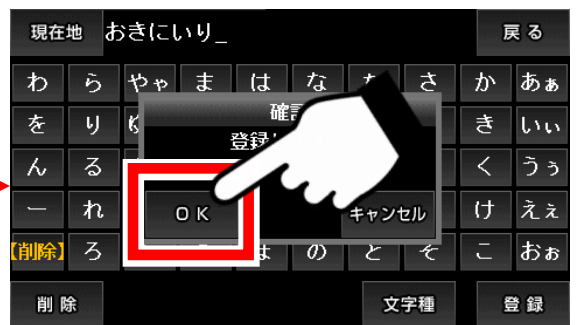 現在地 おきにいり_ 戻る
わ ら やゃ ま は な さ か あぁ
を り き いぃ
確
登録
ん る く うぅ
ー れ け えぇ
OK キャンセル
【削除】 ろ の と そ こ おぉ
削除 文字種 登録